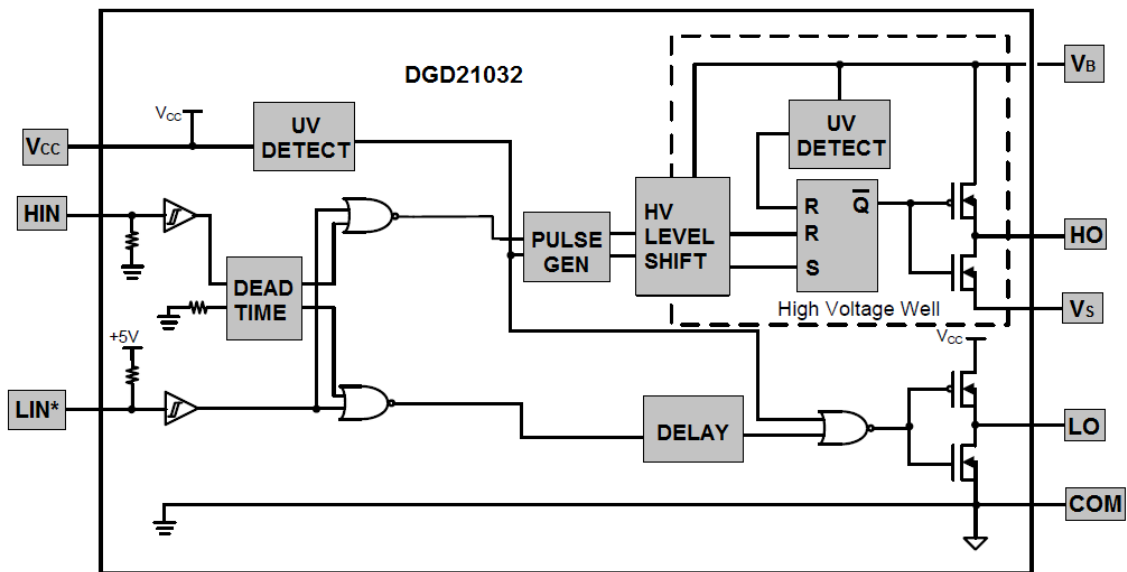 DGD21032
VB
VCC
VCC
UV
DETECT
UV
DETECT
HIN
HV
LEVEL
SHIFT
R
R
S
Q
PULSE
GEN
HO
DEAD
TIME
High Voltage Well
VS
+5V
VCC
LIN*
DELAY
LO
COM